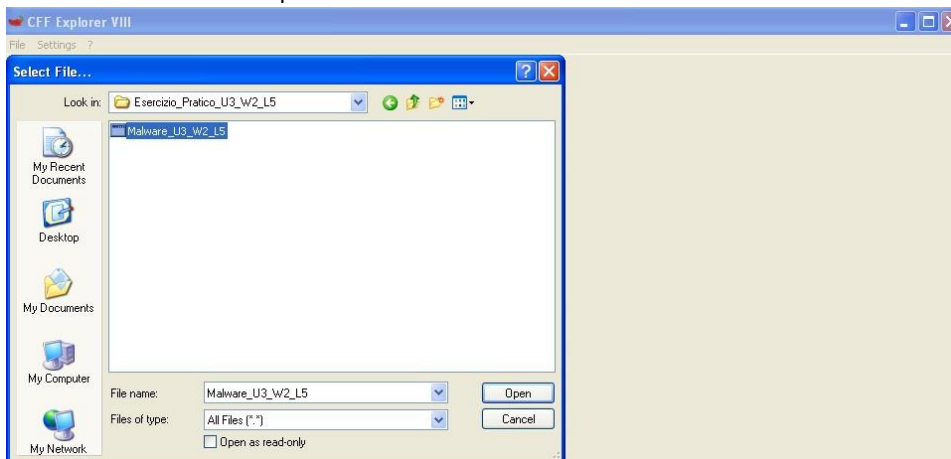 CFF Explorer VIII
File Settings ?
Select File...
Look in: Esercizio_Pratico_U3_W2_L5
Malware_U3_W2_L5
My Recent Documents
Desktop
My Documents
My Computer
My Network
File name: Malware_U3_W2_L5 Open
Files of type: All Files (*.*) Cancel
Open as read-only